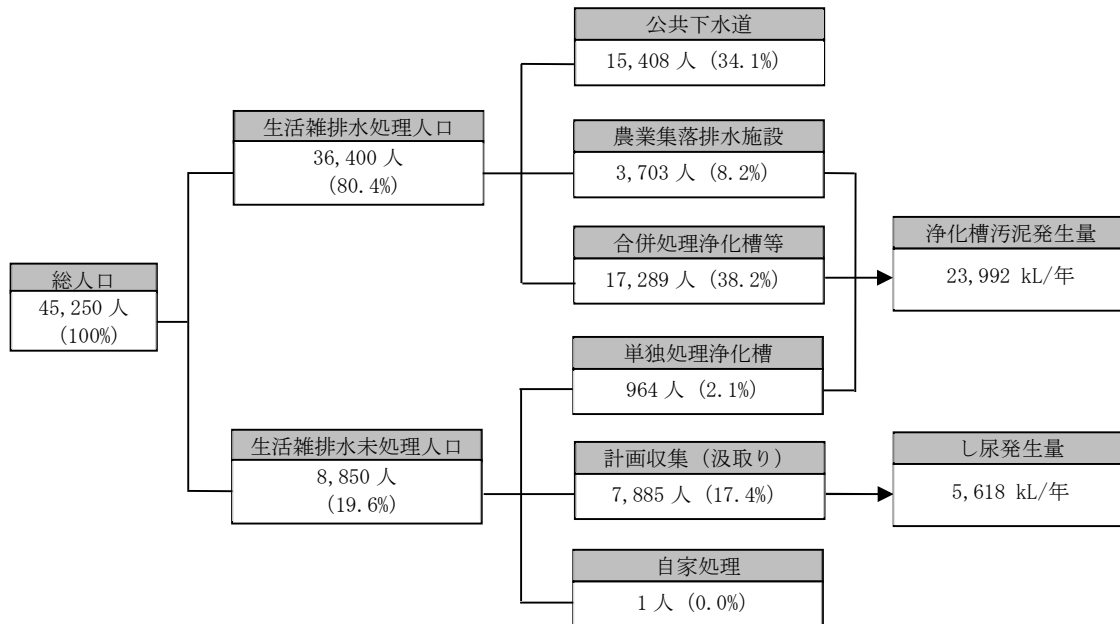 総人口
45,250 人
(100%)
生活雑排水処理人口
36,400 人
(80.4%)
生活雑排水未処理人口
8,850 人
(19.6%)
公共下水道
15,408 人 (34.1%)
農業集落排水施設
3,703 人 (8.2%)
合併処理浄化槽等
17,289 人 (38.2%)
単独処理浄化槽
964 人 (2.1%)
計画収集（汲取り）
7,885 人 (17.4%)
自家処理
1 人 (0.0%)
浄化槽汚泥発生量
23,992 kL/年
し尿発生量
5,618 kL/年